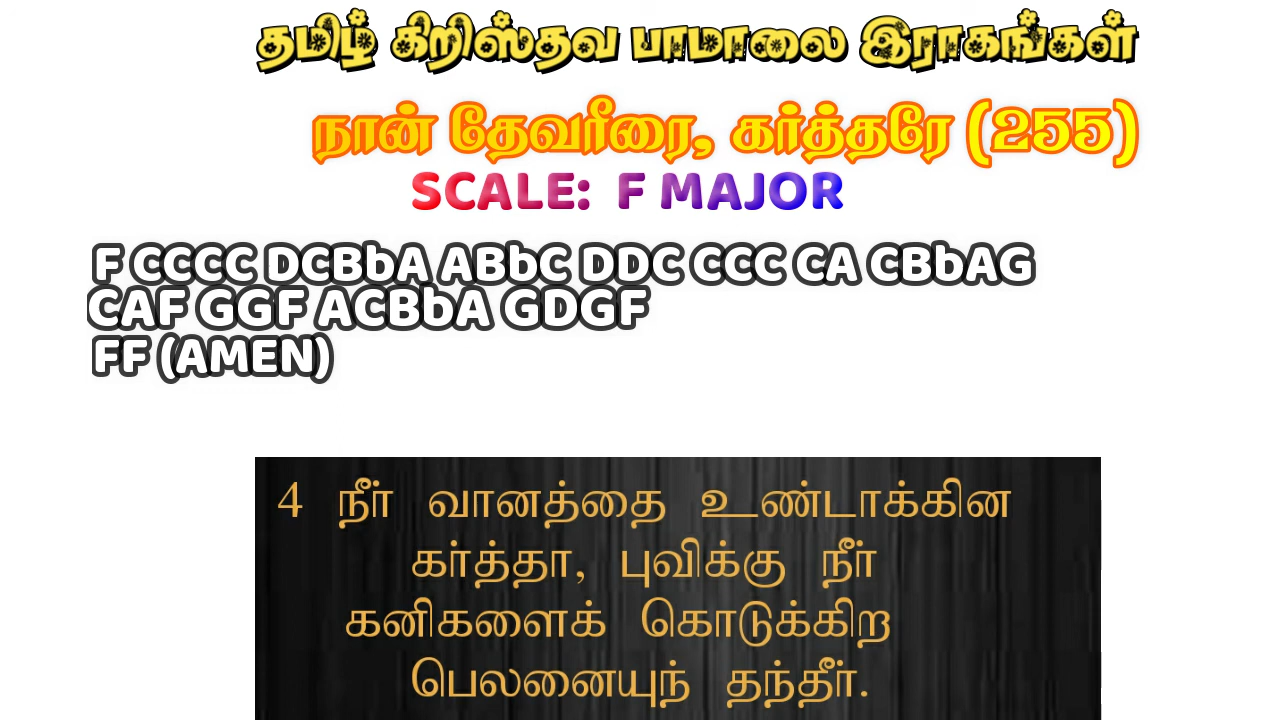 தமிழ் கிறிஸ்தவ பாமாலை இராகங்கள்
நான் தேவரீரை, கர்த்தரே (255)
SCALE: F MAJOR
F CCCC DCBbA ABbC DDC CCC CA CBbAG
CAF GGF ACBbA GDGF
FF (AMEN)
4 நீர் வானத்தை உண்டாக்கின
கர்த்தா, புவிக்கு நீர்
கனிகளைக் கொடுக்கிற
பெலனையுந் தந்தீர்.